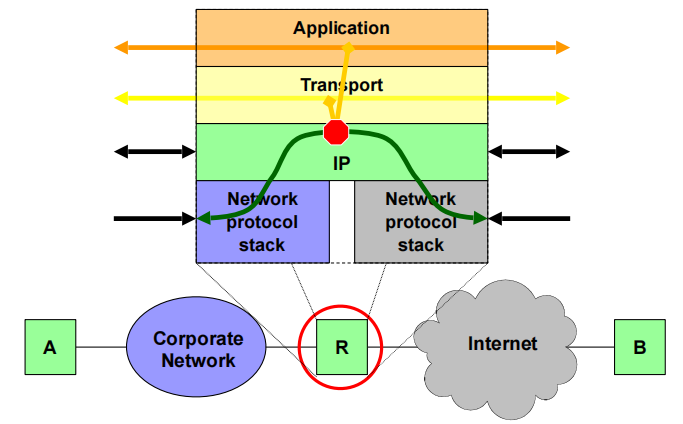 Application
Transport
IP
Network
protocol
stack
Network
protocol
stack
A
Corporate
Network
R
Internet
B